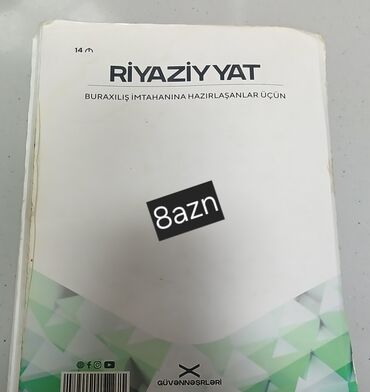 14 ₼
RİYAZİYYAT
BURAXILIŞ İMTAHANINA HAZIRLAŞANLAR ÜÇÜN
8azn
GÜVƏNNƏŞRLƏRİ